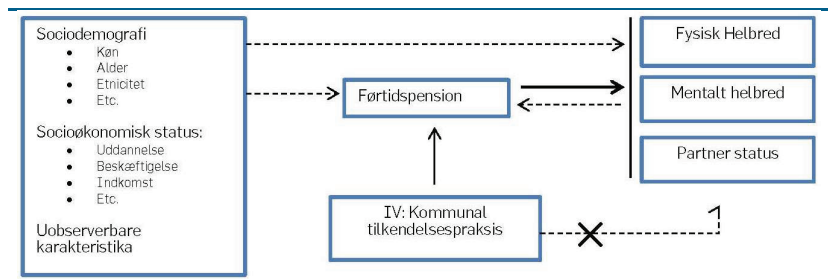 Sociodemografi
• Køn
• Alder
• Etnicitet
• Etc.
Socioøkonomisk status:
• Uddannelse
• Beskæftigelse
• Indkomst
• Etc.
Uobserverbare
karakteristika
Førtidspension
IV: Kommunal
tilkendelsespraksis
Fysisk Helbred
Mentalt helbred
Partner status